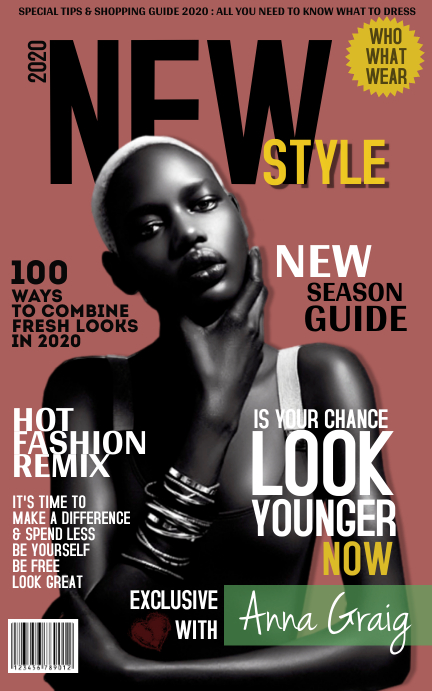 SPECIAL TIPS & SHOPPING GUIDE 2020 : ALL YOU NEED TO KNOW WHAT TO DRESS
2020
NEW
STYLE
WHO
WHAT
WEAR
100
WAYS
TO COMBINE
FRESH LOOKS
IN 2020
NEW
SEASON
GUIDE
HOT
FASHION
REMIX
IT'S TIME TO
MAKE A DIFFERENCE
& SPEND LESS
BE YOURSELF
BE FREE
LOOK GREAT
IS YOUR CHANCE
LOOK
YOUNGER
NOW
EXCLUSIVE
WITH
Anna Graig
123456 789012